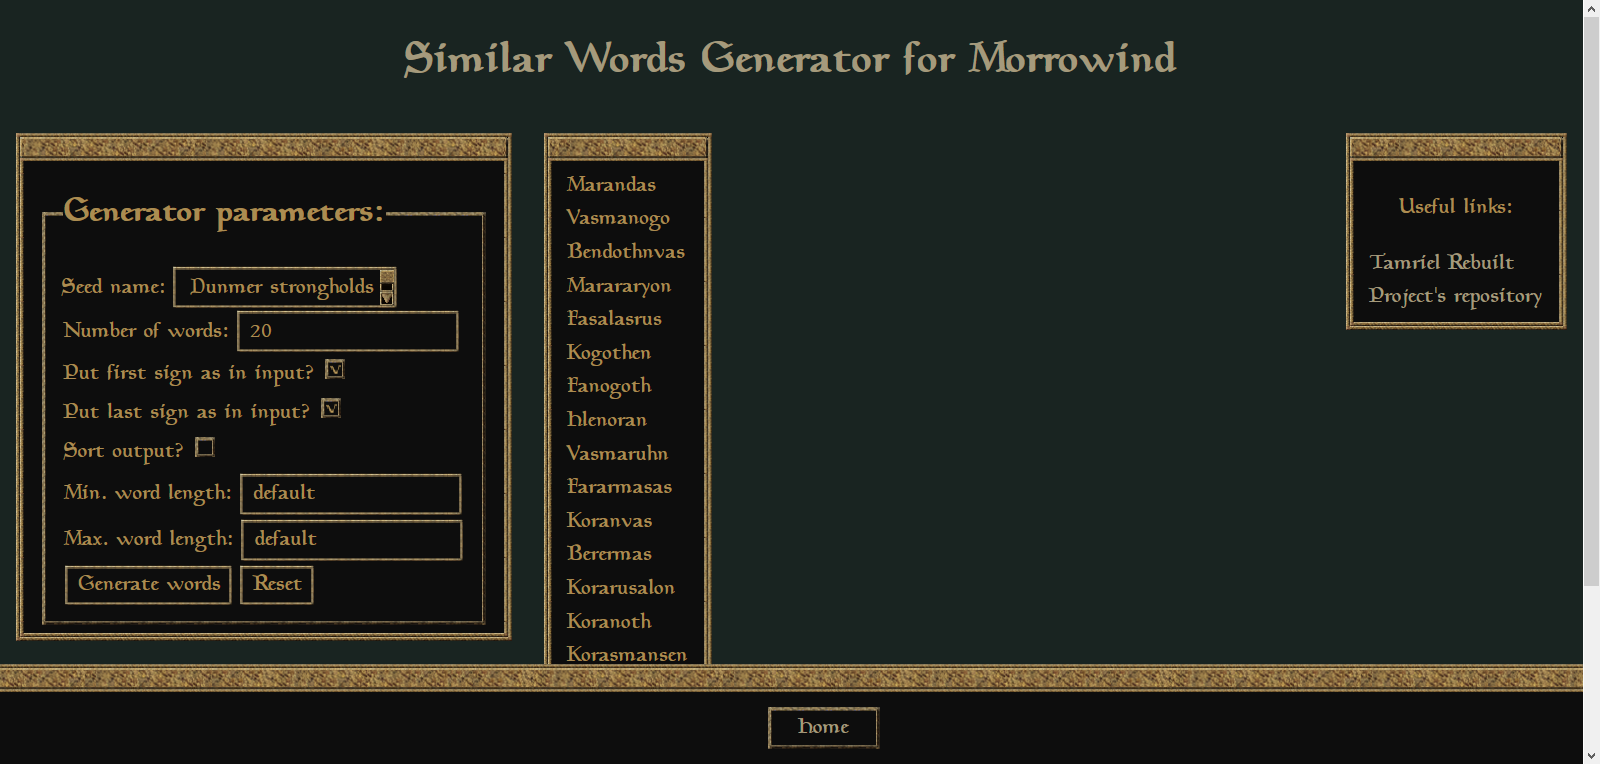 Similar Words Generator for Morrowind
Generator parameters:
Seed name: Dunmer strongholds
Number of words: 20
Put first sign as in input?
Put last sign as in input?
Sort output?
Min. word length: default
Max. word length: default
Generate words Reset
Marandas
Vasmanogo
Bendothnvas
Marararyon
Fasalasrus
Kogothen
Fanogoth
Hlenoran
Vasmaruhn
Fararmasas
Koranvas
Berermas
Korarusalon
Koranoth
Korasmansen
Useful links:
Tamriel Rebuilt
Project's repository
Home